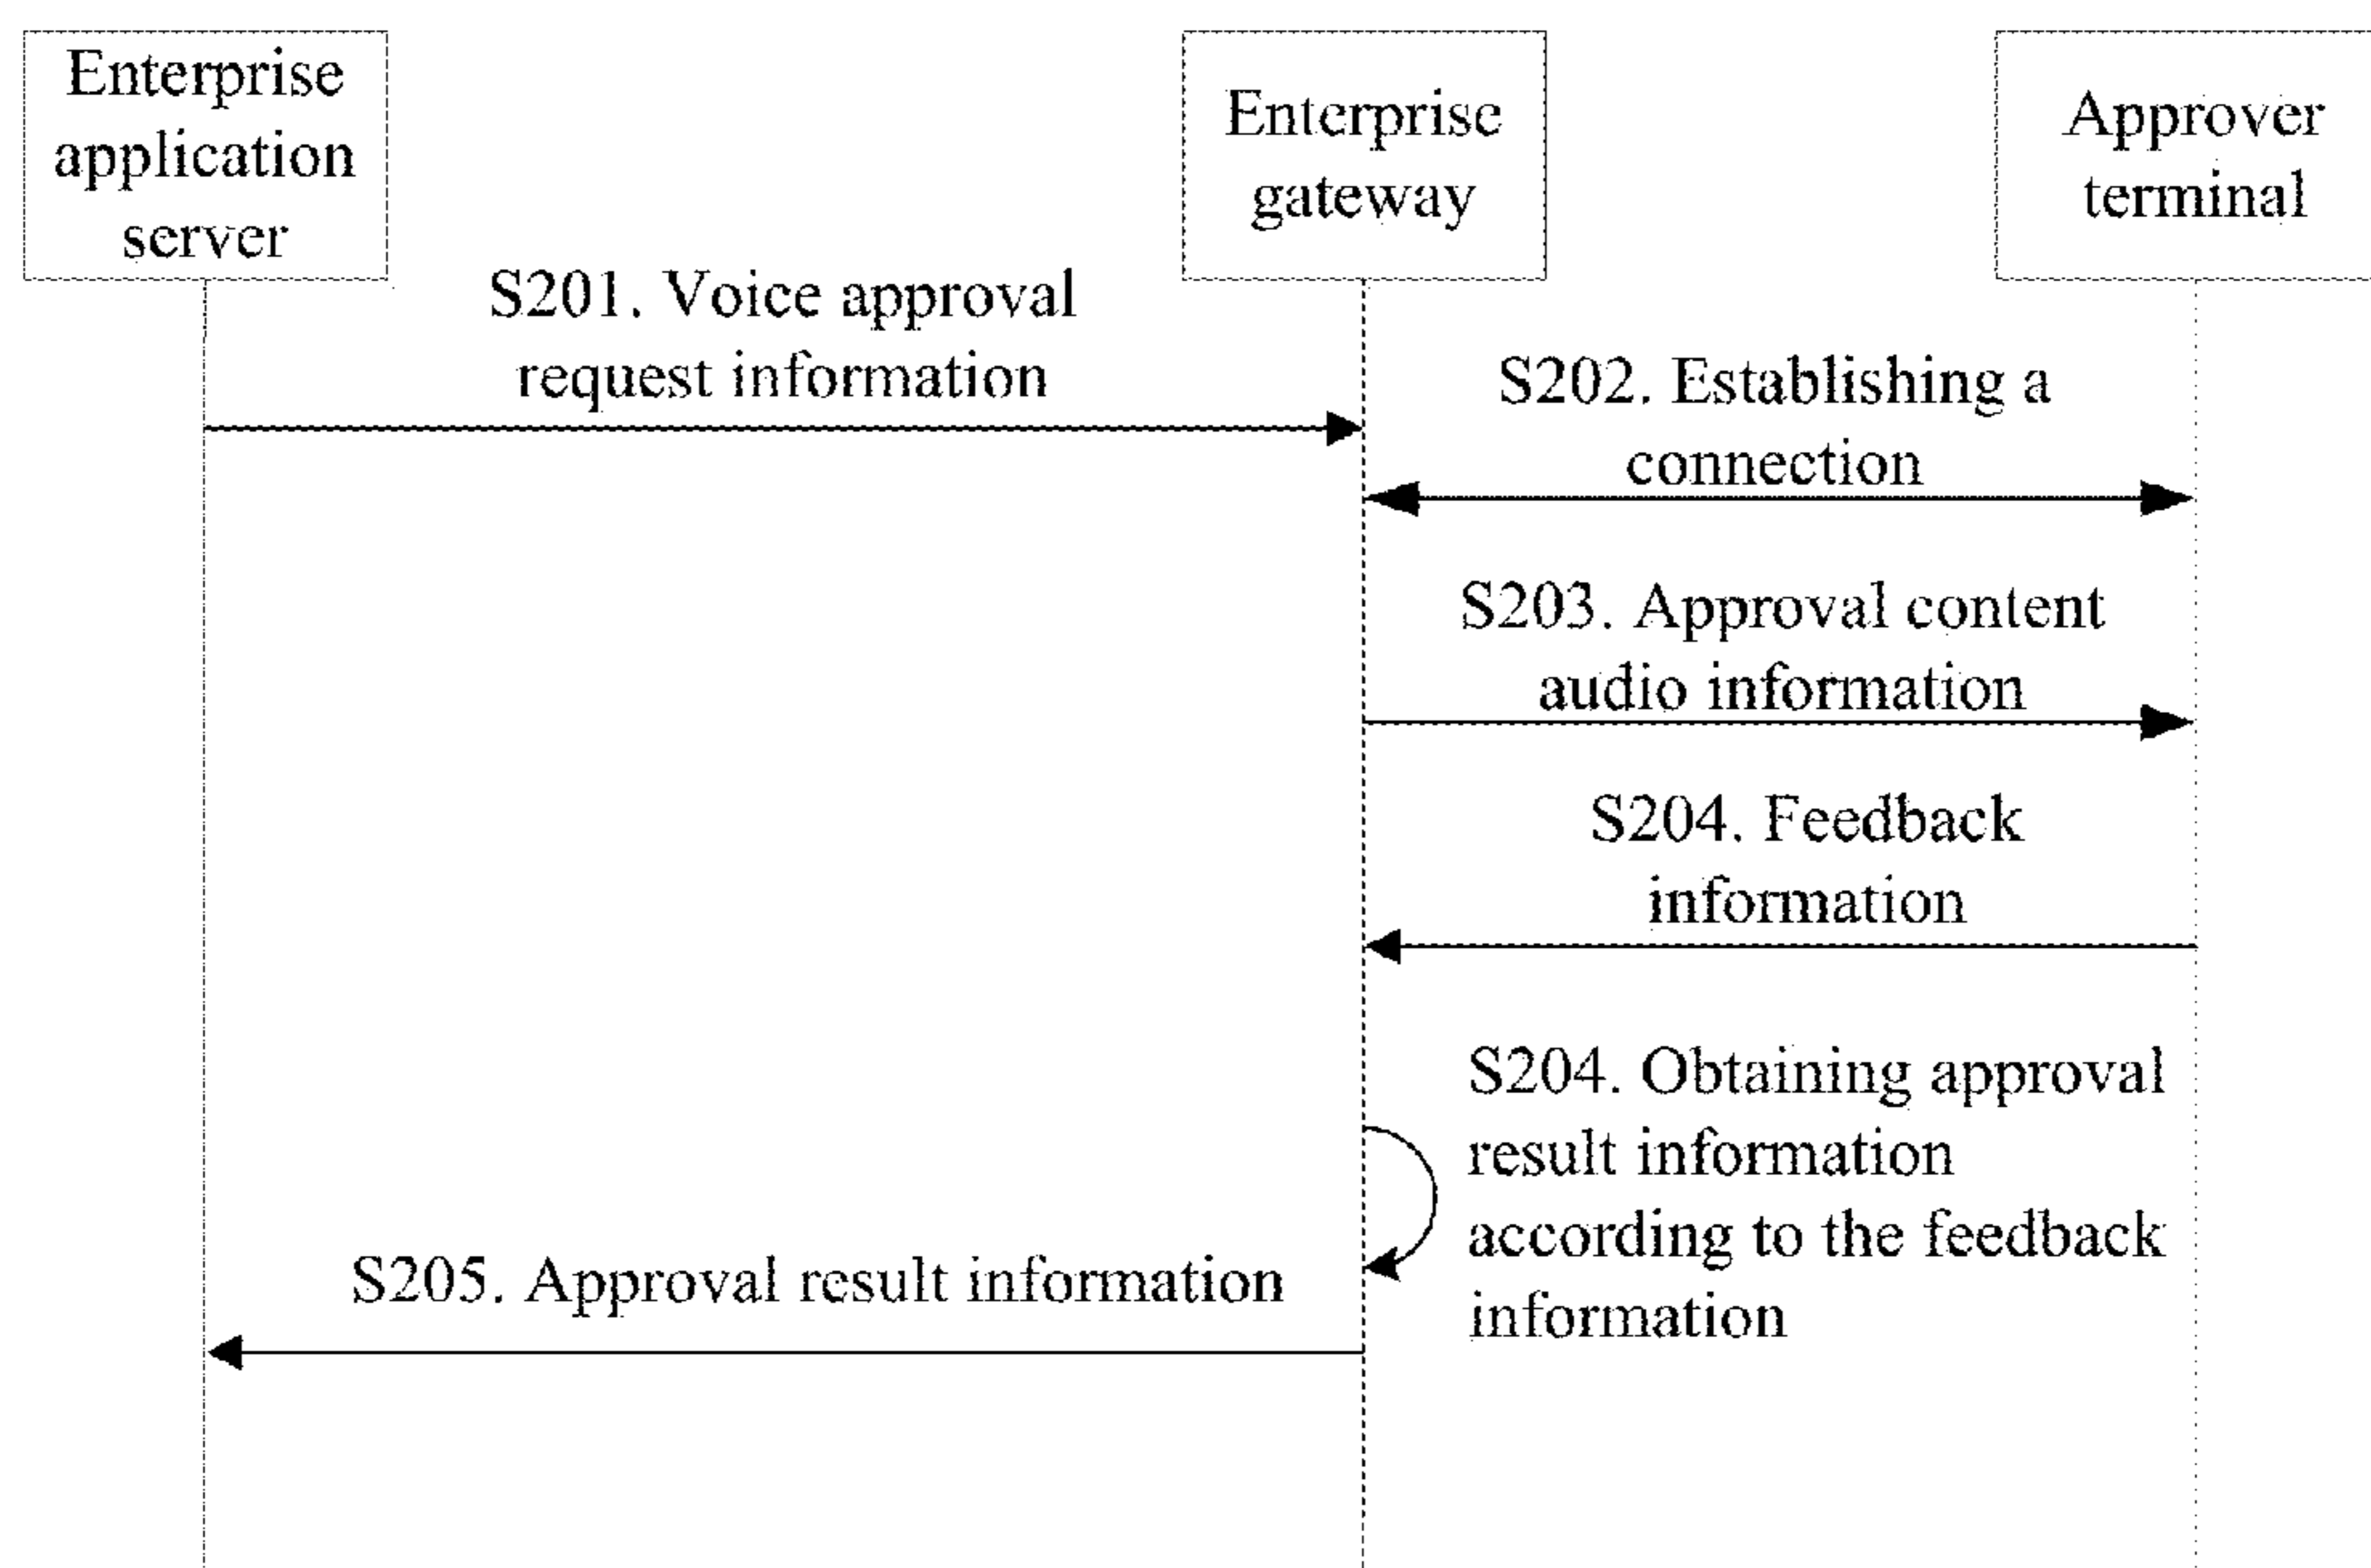 Enterprise
application
server
Enterprise
gateway
Approver
terminal
S201. Voice approval
request information
S202. Establishing a
connection
S203. Approval content
audio information
S204. Feedback
information
S204. Obtaining approval
result information
according to the feedback
information
S205. Approval result information